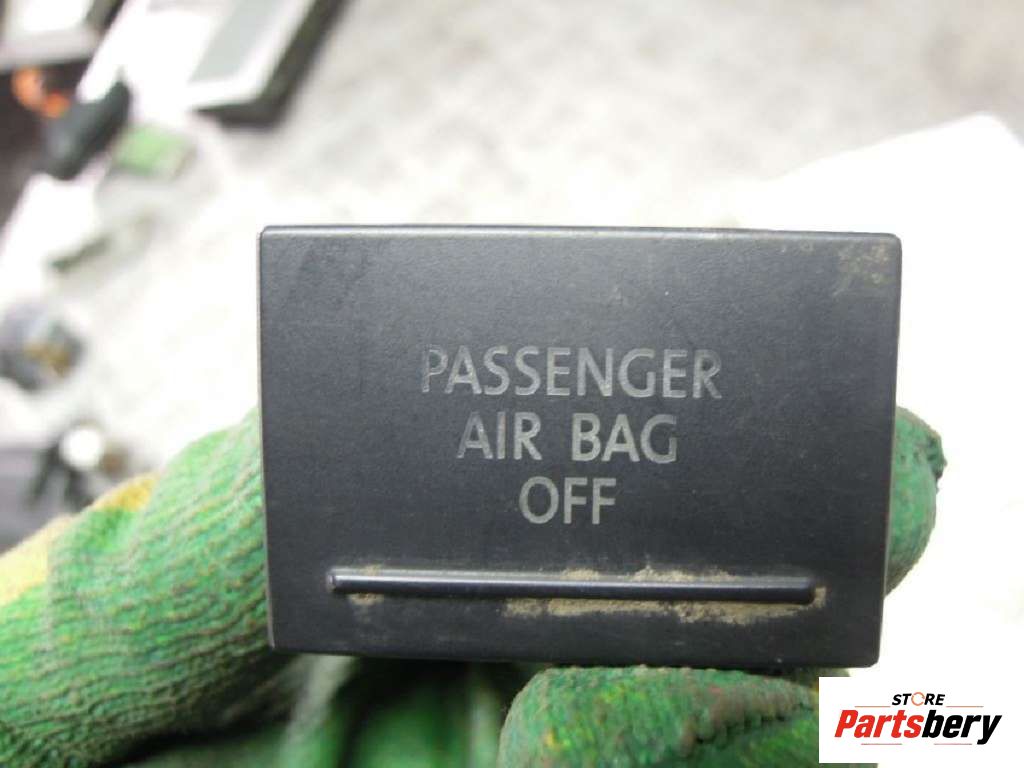 PASSENGER
AIR BAG
OFF
STORE
Partsbery